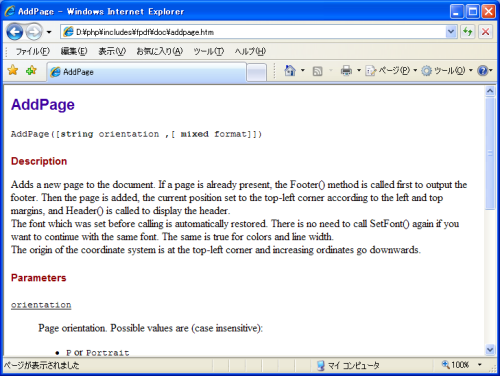 AddPage - Windows Internet Explorer
D:¥php¥includes¥fpdf¥doc¥addpage.htm
ファイル(F) 編集(E) 表示(V) お気に入り(A) ツール(T) ヘルプ(H)
AddPage ページ(P) ツール(O)
AddPage
AddPage([string orientation ,[ mixed format]])
Description
Adds a new page to the document. If a page is already present, the Footer() method is called first to output the
footer. Then the page is added, the current position set to the top-left corner according to the left and top
margins, and Header() is called to display the header.
The font which was set before calling is automatically restored. There is no need to call SetFont() again if you
want to continue with the same font. The same is true for colors and line width.
The origin of the coordinate system is at the top-left corner and increasing ordinates go downwards.
Parameters
orientation
Page orientation. Possible values are (case insensitive):
• P or Portrait
ページが表示されました マイ コンピュータ 100%